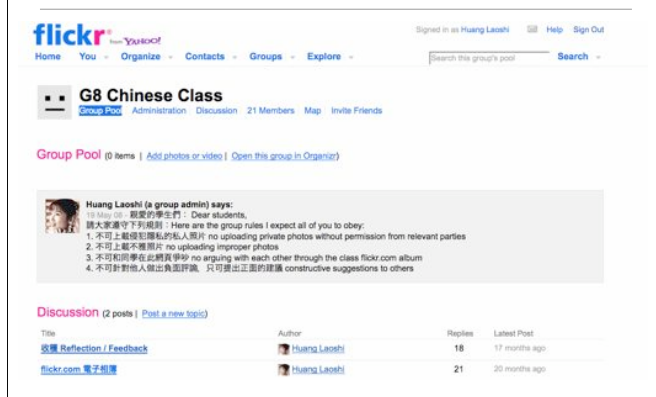 flickr from YAHOO!
Signed in as Huang Laoshi Help Sign Out
Home You Organize Contacts Groups Explore
Search this group's pool Search
G8 Chinese Class
Group Pool Administration Discussion 21 Members Map Invite Friends
Group Pool (0 items | Add photos or video | Open this group in Organizr)
Huang Laoshi (a group admin) says:
19 May 08 - 親愛的學生們： Dear students,
請大家遵守下列規則：Here are the group rules I expect all of you to obey:
1. 不可上載侵犯隱私的私人照片 no uploading private photos without permission from relevant parties
2. 不可上載不雅照片 no uploading improper photos
3. 不可和同學在此網頁爭吵 no arguing with each other through the class flickr.com album
4. 不可針對他人做出負面評論，只可提出正面的建議 constructive suggestions to others
Discussion (2 posts | Post a new topic)
Title Author Replies Latest Post
收穫 Reflection / Feedback Huang Laoshi 18 17 months ago
flickr.com 電子相簿 Huang Laoshi 21 20 months ago